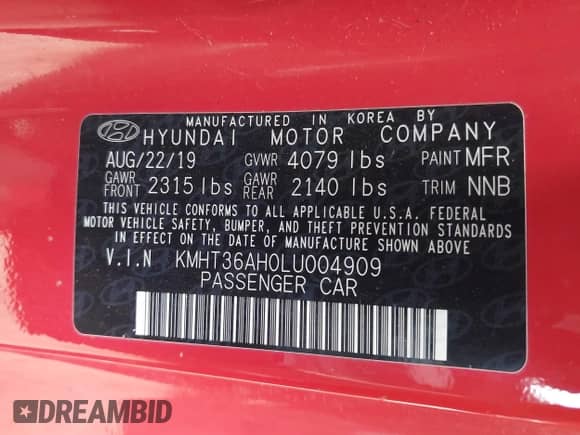 MANUFACTURED IN KOREA BY
HYUNDAI MOTOR COMPANY
AUG/22/19 GVWR 4079 lbs PAINT MFR
GAWR FRONT 2315 lbs GAWR REAR 2140 lbs TRIM NNB
THIS VEHICLE CONFORMS TO ALL APPLICABLE U.S.A. FEDERAL
MOTOR VEHICLE SAFETY, BUMPER, AND THEFT PREVENTION STANDARDS
IN EFFECT ON THE DATE OF MANUFACTURE SHOWN ABOVE
V.I.N KMHT36AH0LU004909
PASSENGER CAR
DREAMBID